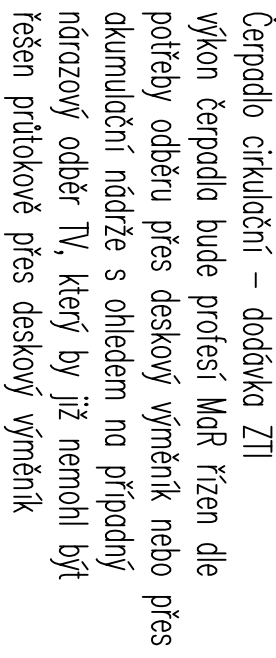 Čerpadlo cirkulační – dodávka ZTI
výkon čerpadla bude profesí MaR řízen dle
potřeby odběru přes deskový výměník nebo přes
akumulační nádrže s ohledem na případný
nárazový odběr TV, který by již nemohl být
řešen průtokově přes deskový výměník